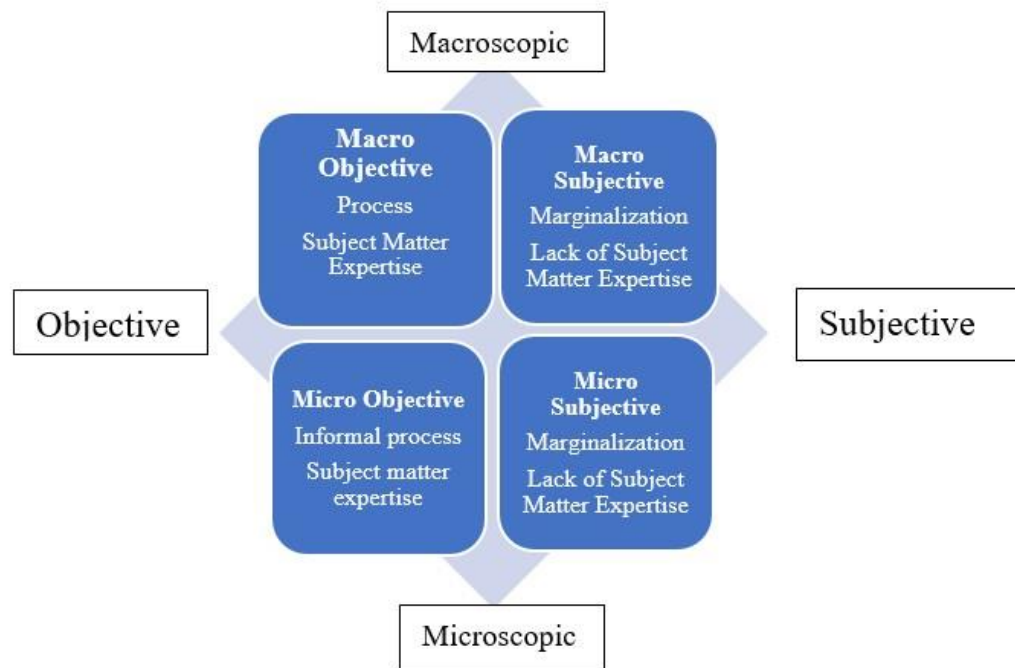 Macroscopic
Macro
Objective
Process
Subject Matter
Expertise
Macro
Subjective
Marginalization
Lack of Subject
Matter Expertise
Objective
Subjective
Micro Objective
Informal process
Subject matter
expertise
Micro
Subjective
Marginalization
Lack of Subject
Matter Expertise
Microscopic